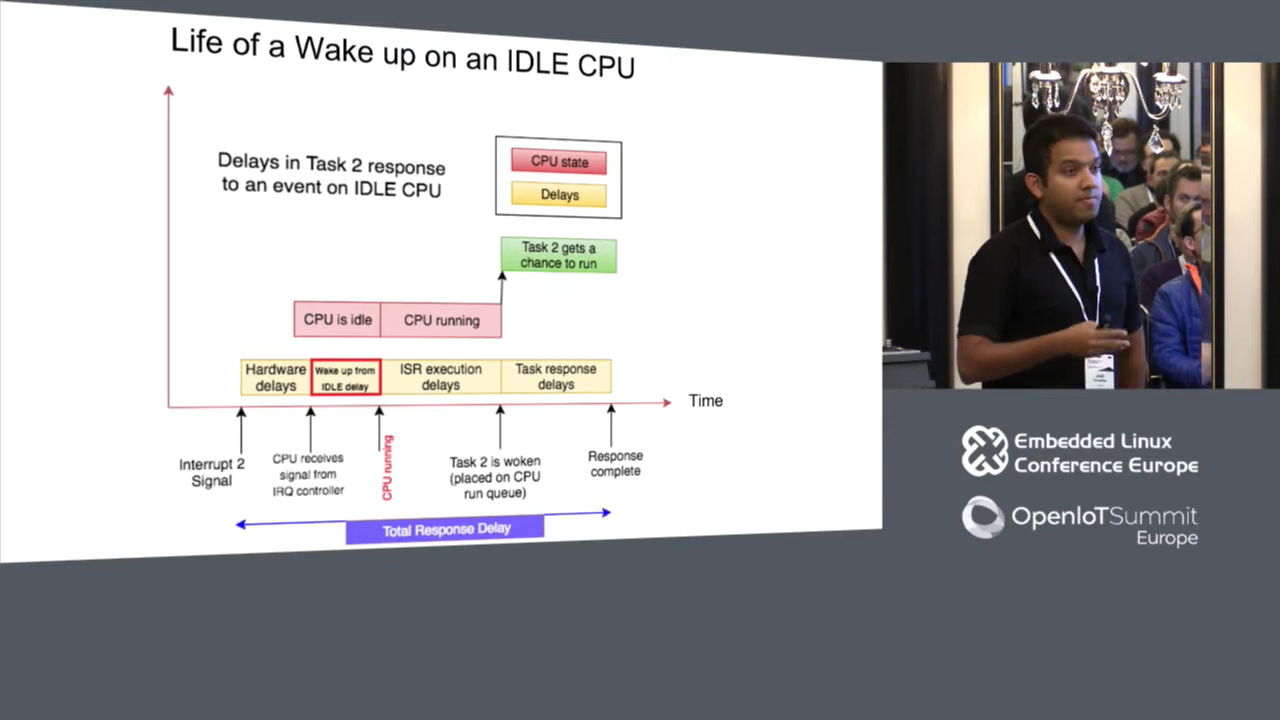 Life of a Wake up on an IDLE CPU
Delays in Task 2 response
to an event on IDLE CPU
CPU state
Delays
Task 2 gets a
chance to run
CPU is idle
CPU running
Hardware
delays
Wake up from
IDLE delay
ISR execution
delays
Task response
delays
Time
Interrupt 2
Signal
CPU receives
signal from
IRQ controller
CPU running
Task 2 is woken
(placed on CPU
run queue)
Response
complete
Total Response Delay
Embedded Linux
Conference Europe
OpenIoTSummit
Europe